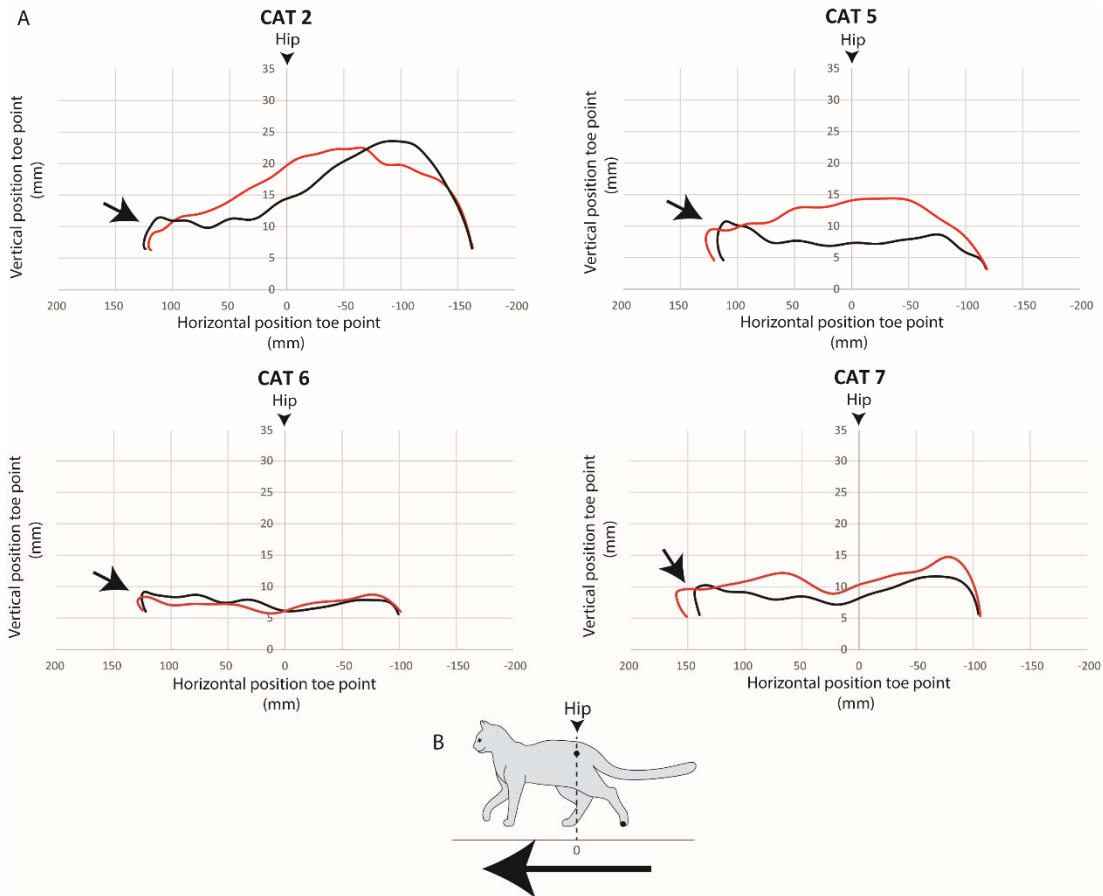 A
CAT 2
Hip
35
30
25
20
15
10
5
0
200 150 100 50 0 -50 -100 -150 -200
Vertical position toe point
(mm)
Horizontal position toe point
(mm)
CAT 5
Hip
35
30
25
20
15
10
5
0
200 150 100 50 0 -50 -100 -150 -200
Vertical position toe point
(mm)
Horizontal position toe point
(mm)
CAT 6
Hip
35
30
25
20
15
10
5
0
200 150 100 50 0 -50 -100 -150 -200
Vertical position toe point
(mm)
Horizontal position toe point
(mm)
CAT 7
Hip
35
30
25
20
15
10
5
0
200 150 100 50 0 -50 -100 -150 -200
Vertical position toe point
(mm)
Horizontal position toe point
(mm)
B
Hip
0